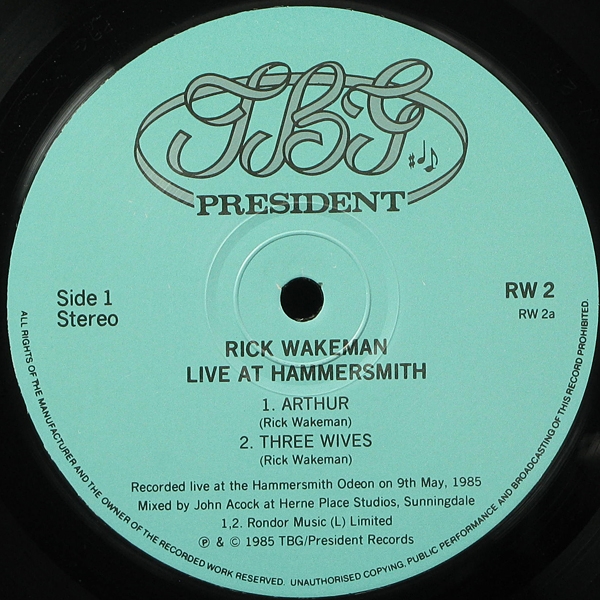 TBG
PRESIDENT
Side 1
Stereo
RW 2
RW 2a
RICK WAKEMAN
LIVE AT HAMMERSMITH
1. ARTHUR
(Rick Wakeman)
2. THREE WIVES
(Rick Wakeman)
Recorded live at the Hammersmith Odeon on 9th May, 1985
Mixed by John Acock at Herne Place Studios, Sunningdale
1,2. Rondor Music (L) Limited
℗ & © 1985 TBG/President Records
ALL RIGHTS OF THE MANUFACTURER AND THE OWNER OF THE RECORDED WORK RESERVED. UNAUTHORISED COPYING, PUBLIC PERFORMANCE AND BROADCASTING OF THIS RECORD PROHIBITED.